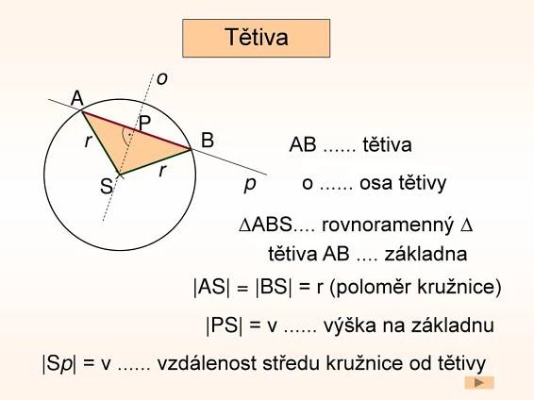 Tětiva
o
A
P
r
B
AB ...... tětiva
S
r
p
o ...... osa tětivy
∆ABS.... rovnoramenný ∆
tětiva AB .... základna
|AS| = |BS| = r (poloměr kružnice)
|PS| = v ...... výška na základnu
|Sp| = v ...... vzdálenost středu kružnice od tětivy